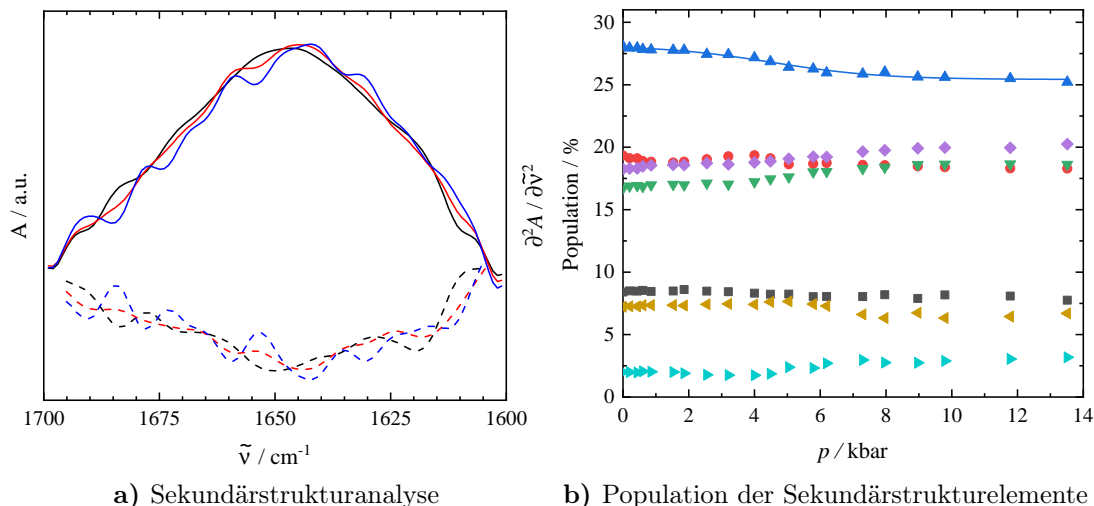 A / a.u.
∂²A / ∂ṽ²
1700 1675 1650 1625 1600
ṽ / cm⁻¹
a) Sekundärstrukturanalyse
Population / %
30
25
20
15
10
5
0
0 2 4 6 8 10 12 14
p / kbar
b) Population der Sekundärstrukturelemente